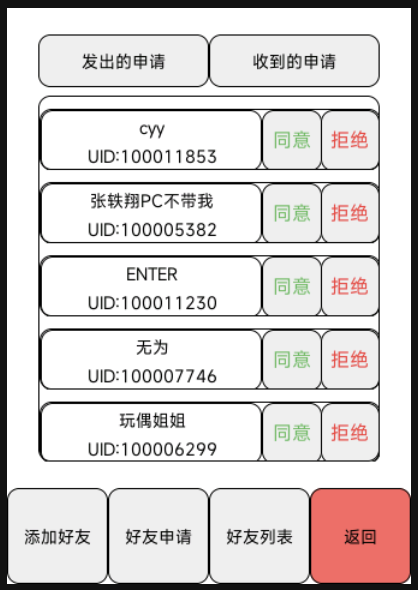 发出的申请 收到的申请
cyy
UID:100011853
同意 拒绝
张轶翔PC不带我
UID:100005382
同意 拒绝
ENTER
UID:100011230
同意 拒绝
无为
UID:100007746
同意 拒绝
玩偶姐姐
UID:100006299
同意 拒绝
添加好友 好友申请 好友列表 返回